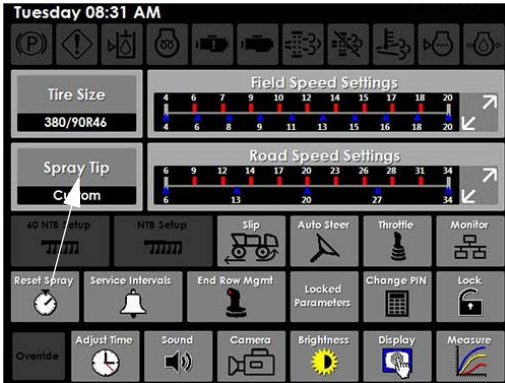 Tuesday 08:31 AM
(P)
Tire Size
380/90R46
Field Speed Settings
4 6 7 9 10 12 13 15 17 18 20
4 6 8 9 11 13 15 16 18 20
Spray Tip
Custom
Road Speed Settings
6 9 12 14 17 20 23 26 28 31 34
6 13 20 27 34
60 NTB Setup
NTB Setup
Slip
Auto Steer
Throttle
Monitor
Reset Spray
Service Intervals
End Row Mgmt
Locked
Parameters
Change PIN
Lock
Override
Adjust Time
Sound
Camera
Brightness
Display
Measure